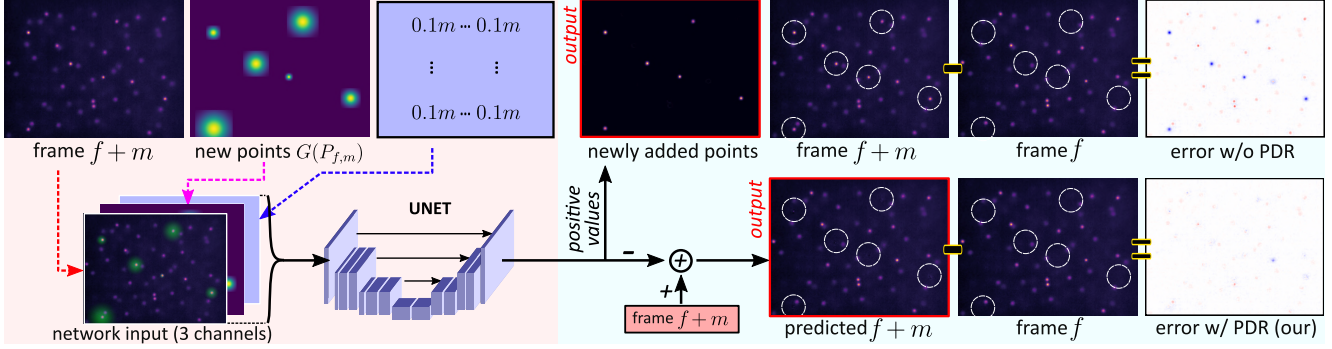 0.1m ··· 0.1m
⋮ ⋮
0.1m ··· 0.1m
output
frame f + m
new points G(P_{f,m})
newly added points
frame f + m
frame f
error w/o PDR
UNET
positive
values
-
+
+
frame f + m
output
network input (3 channels)
predicted f + m
frame f
error w/ PDR (our)